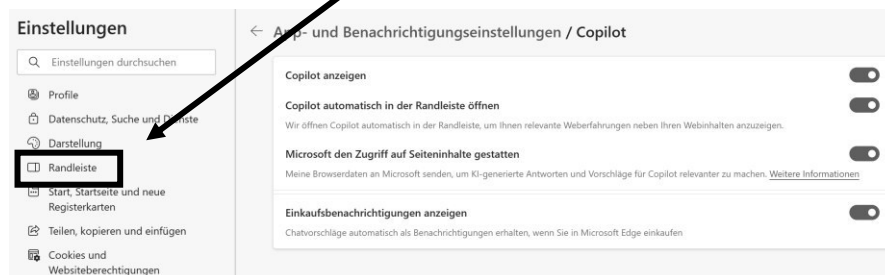 Einstellungen
Einstellungen durchsuchen
Profile
Datenschutz, Suche und Dienste
Darstellung
Randleiste
Start, Startseite und neue
Registerkarten
Teilen, kopieren und einfügen
Cookies und
Websiteberechtigungen
← App- und Benachrichtigungseinstellungen / Copilot
Copilot anzeigen
Copilot automatisch in der Randleiste öffnen
Wir öffnen Copilot automatisch in der Randleiste, um Ihnen relevante Weberfahrungen neben Ihren Webinhalten anzuzeigen.
Microsoft den Zugriff auf Seiteninhalte gestatten
Meine Browserdaten an Microsoft senden, um KI-generierte Antworten und Vorschläge für Copilot relevanter zu machen. Weitere Informationen
Einkaufsbenachrichtigungen anzeigen
Chatvorschläge automatisch als Benachrichtigungen erhalten, wenn Sie in Microsoft Edge einkaufen